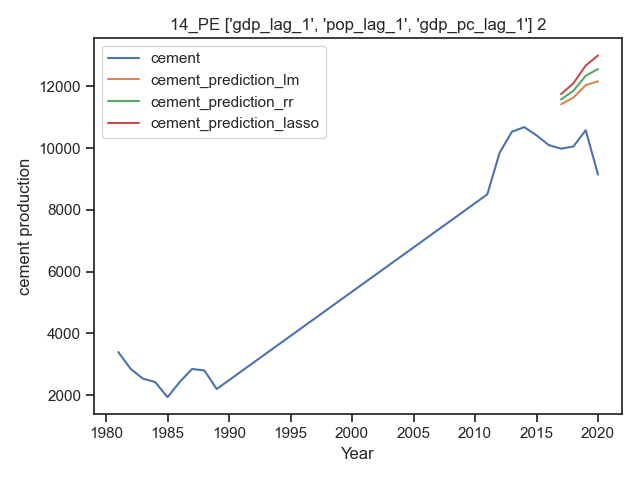 14_PE ['gdp_lag_1', 'pop_lag_1', 'gdp_pc_lag_1'] 2
cement
cement_prediction_lm
cement_prediction_rr
cement_prediction_lasso
cement production
12000
10000
8000
6000
4000
2000
1980 1985 1990 1995 2000 2005 2010 2015 2020
Year